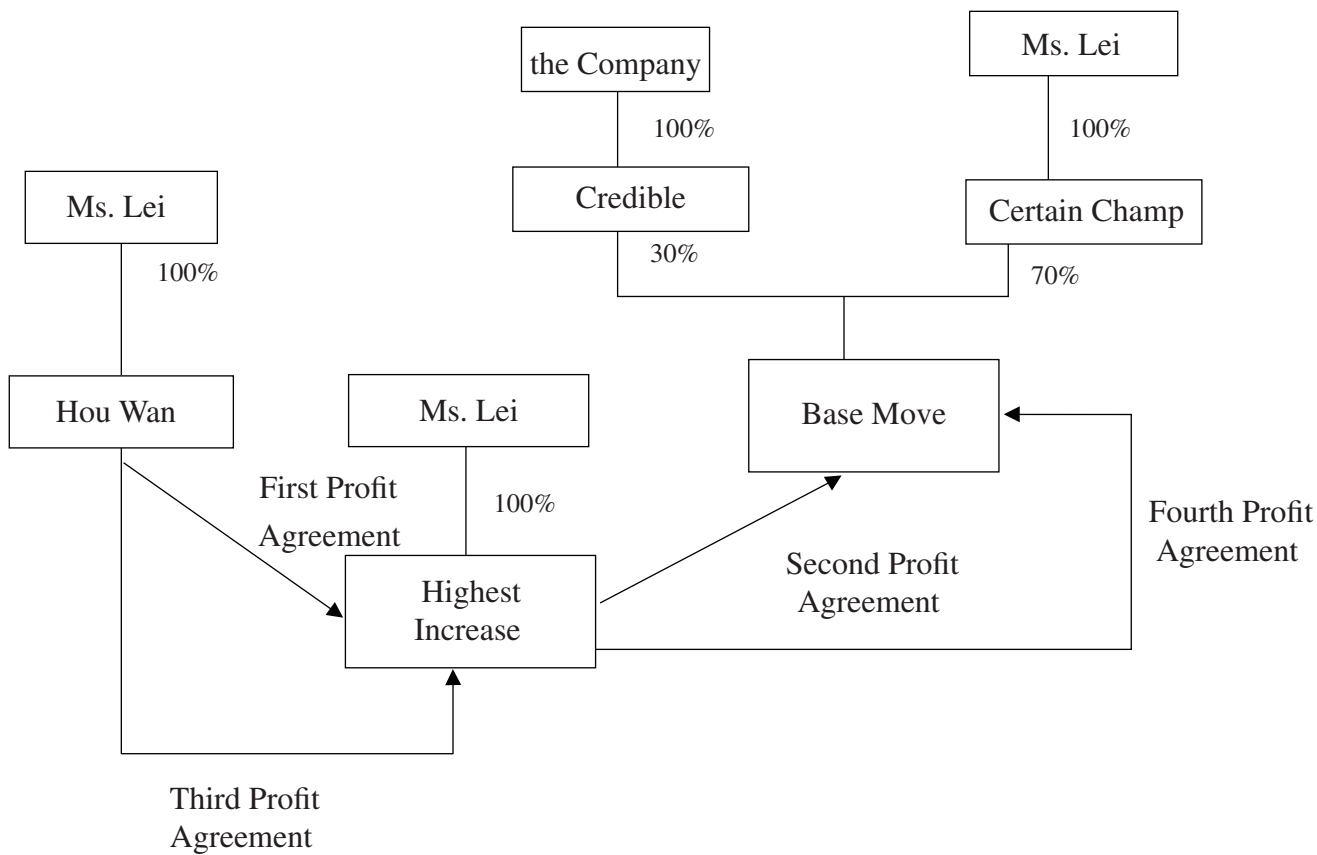 the Company
Ms. Lei
100%
100%
Credible
Certain Champ
Ms. Lei
30%
70%
100%
Hou Wan
Ms. Lei
Base Move
First Profit
Agreement
100%
Fourth Profit
Agreement
Second Profit
Agreement
Highest
Increase
Third Profit
Agreement